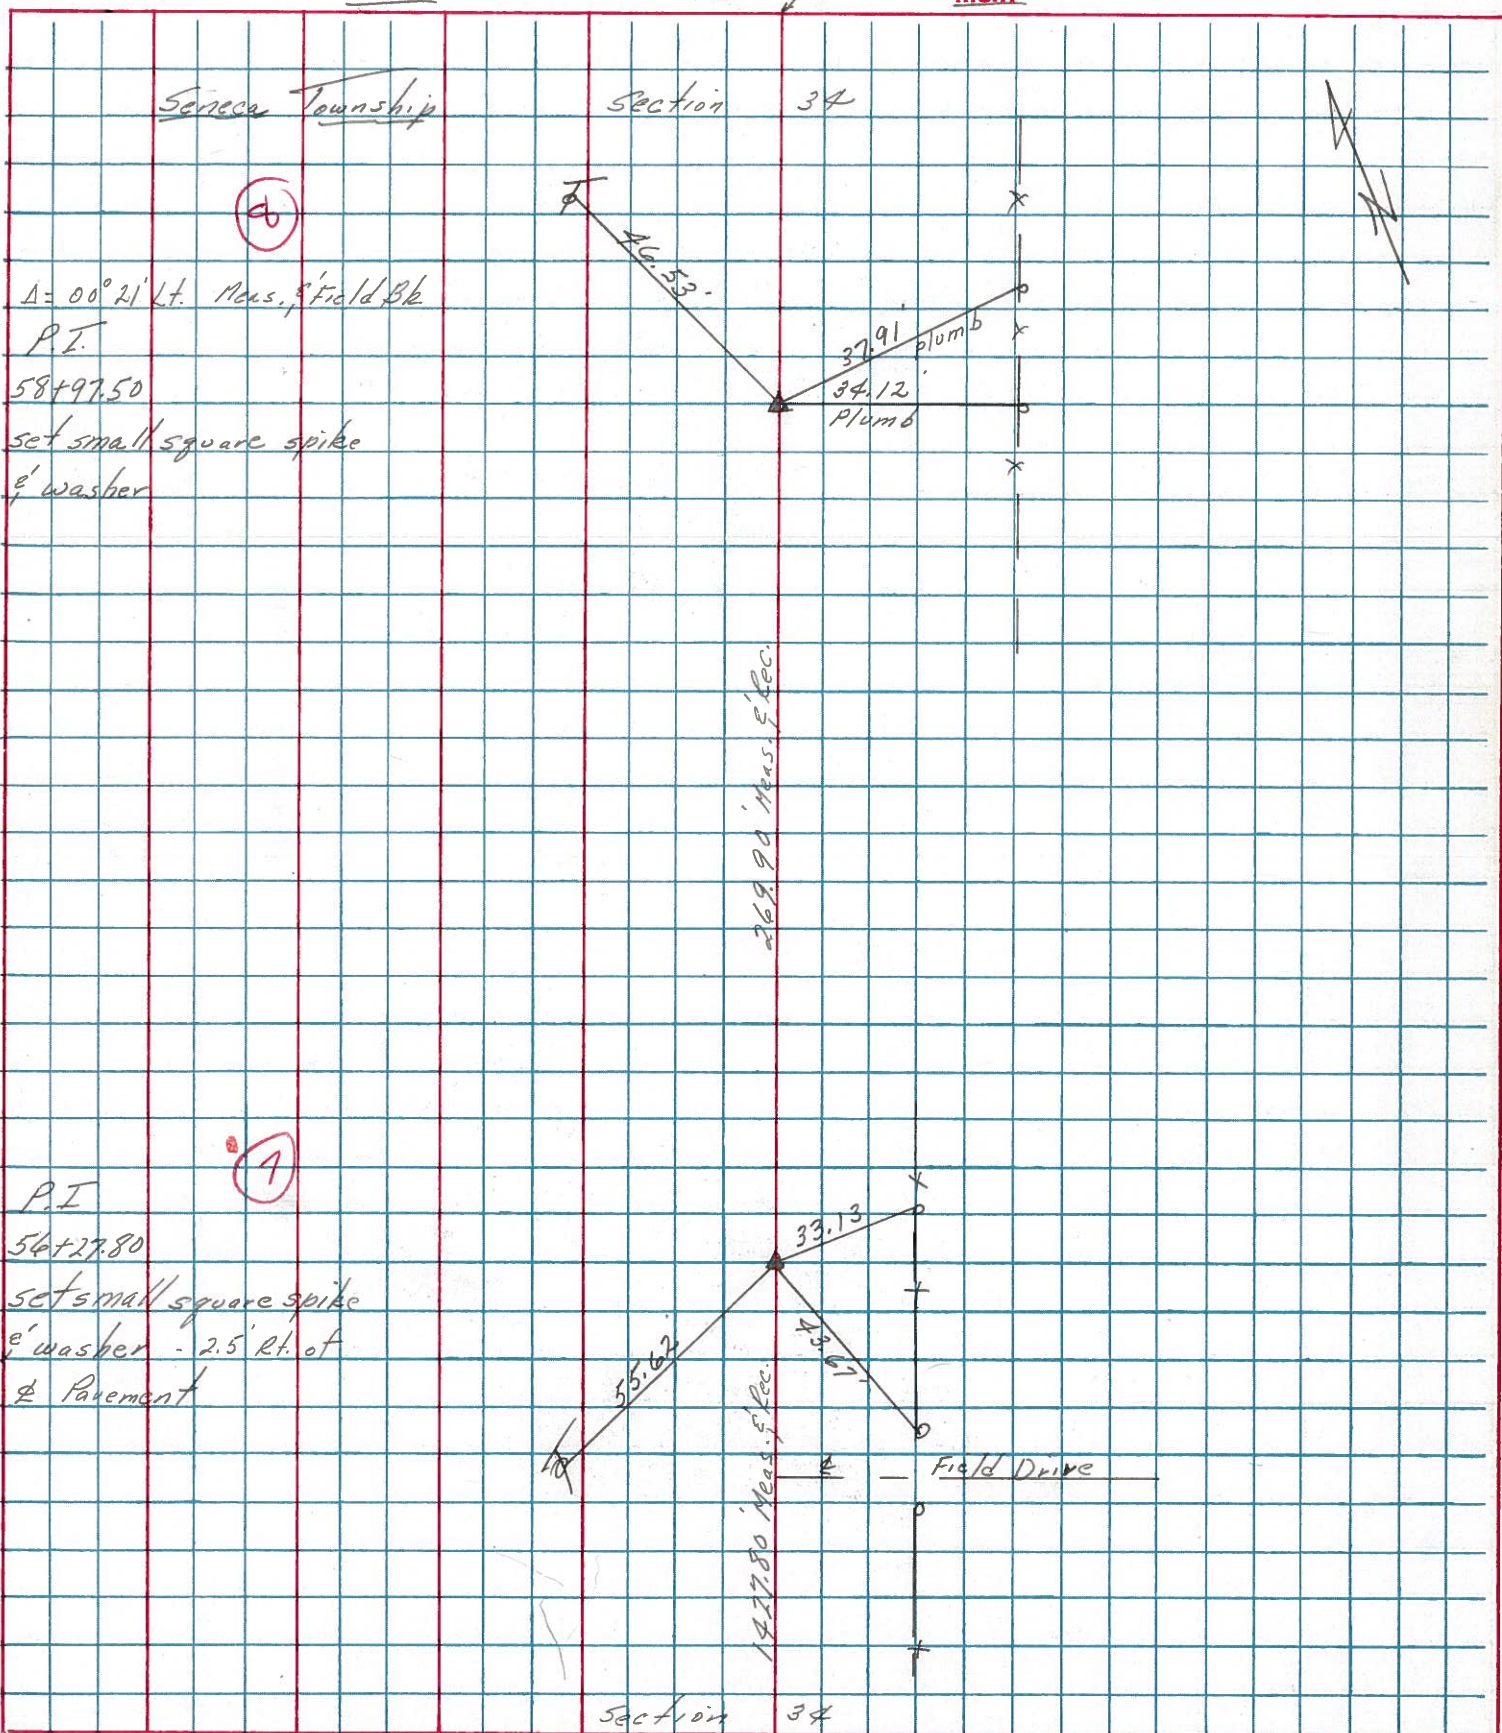 Seneca Township Section 34
8
46.53'
Δ= 00°21' Lt. Meas. & Field Bk
P.I.
37.91' plumb
58+97.50
34.12'
Plumb
set small square spike
& washer
269.90' Meas. & Rec.
7
P.I
56+27.80
33.13
set small square spike
& washer - 2.5' Rt. of
℄ Pavement
55.62'
43.67'
℄ Field Drive
1427.80' Meas. & Rec.
Section 34